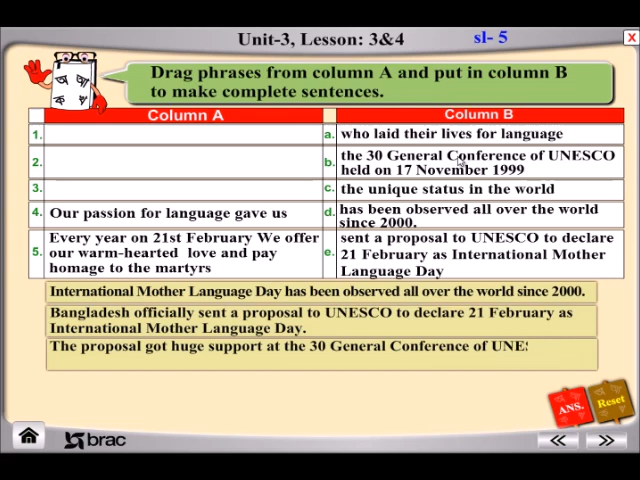 Unit-3, Lesson: 3&4
sl- 5
X
অ আ
ক
Drag phrases from column A and put in column B
to make complete sentences.
Column A
Column B
1.
a. who laid their lives for language
2.
b. the 30 General Conference of UNESCO
held on 17 November 1999
3.
c. the unique status in the world
4. Our passion for language gave us
d. has been observed all over the world
since 2000.
5. Every year on 21st February We offer
our warm-hearted love and pay
homage to the martyrs
e. sent a proposal to UNESCO to declare
21 February as International Mother
Language Day
International Mother Language Day has been observed all over the world since 2000.
Bangladesh officially sent a proposal to UNESCO to declare 21 February as
International Mother Language Day.
The proposal got huge support at the 30 General Conference of UNES
ANS.
Reset
brac